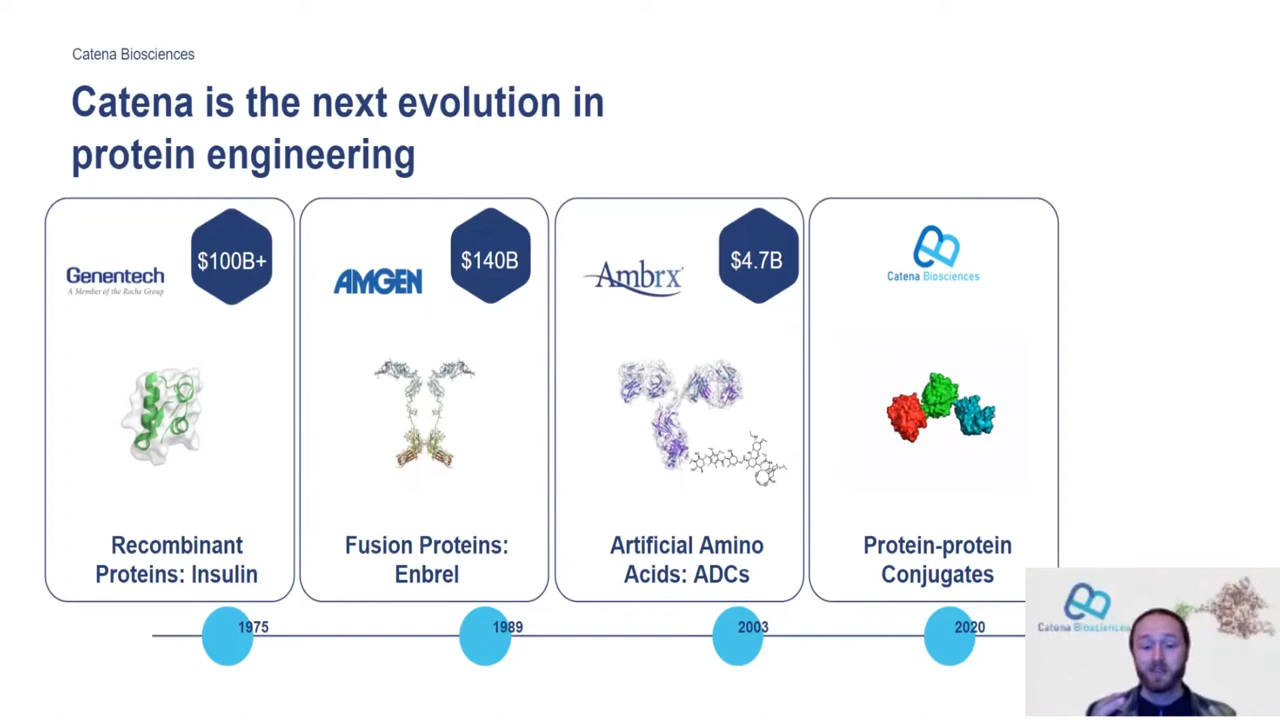 Catena Biosciences
Catena is the next evolution in
protein engineering
Genentech
A Member of the Roche Group
$100B+
AMGEN
$140B
Ambrx
$4.7B
Catena Biosciences
Recombinant
Proteins: Insulin
Fusion Proteins:
Enbrel
Artificial Amino
Acids: ADCs
Protein-protein
Conjugates
1975
1989
2003
2020
Catena Biosciences